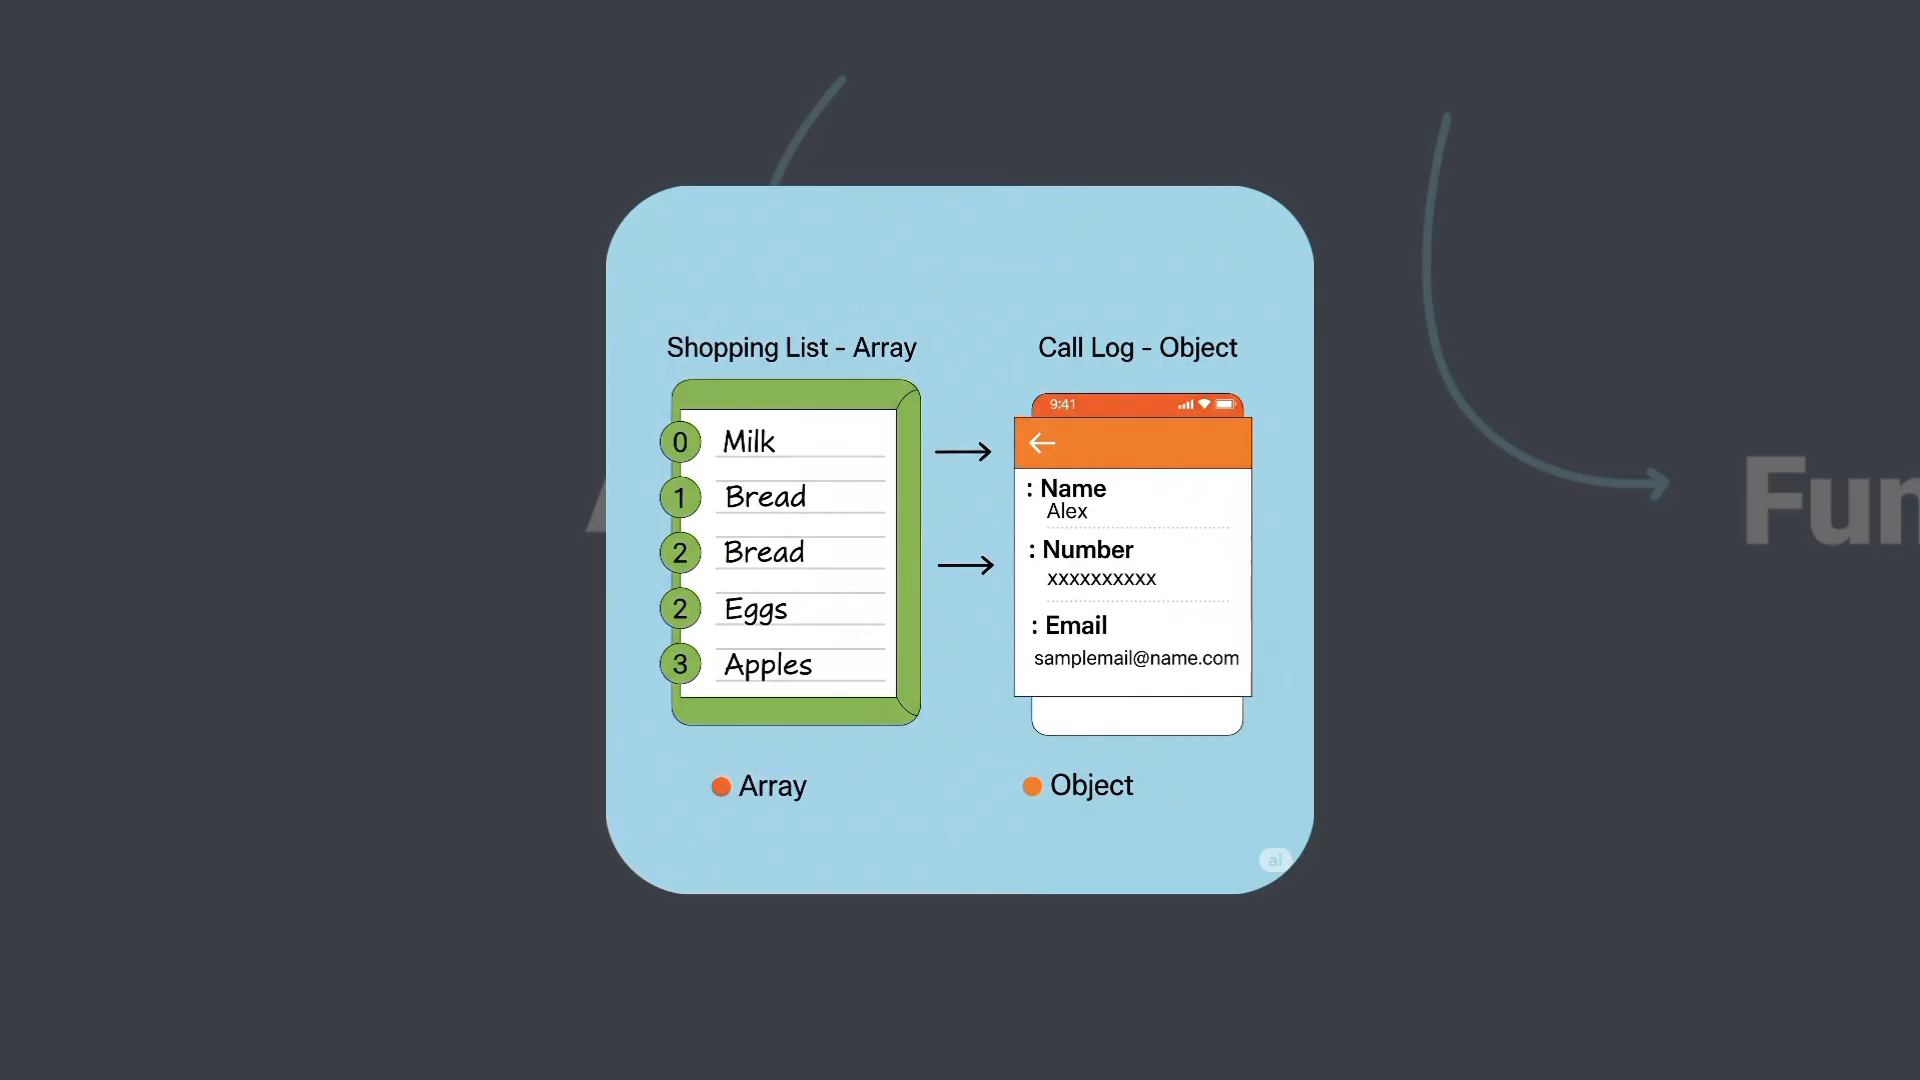 Shopping List - Array
0 Milk
1 Bread
2 Bread
2 Eggs
3 Apples
Array
Call Log - Object
9:41
: Name
Alex
: Number
xxxxxxxxxx
: Email
samplemail@name.com
Object
ai
Fun